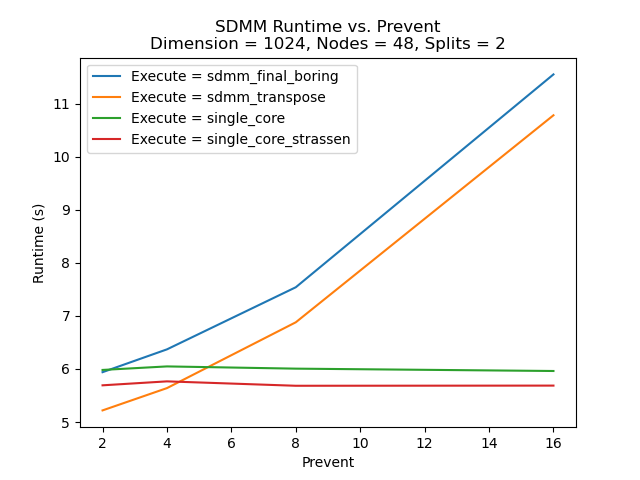 SDMM Runtime vs. Prevent
Dimension = 1024, Nodes = 48, Splits = 2
Execute = sdmm_final_boring
Execute = sdmm_transpose
Execute = single_core
Execute = single_core_strassen
11
10
9
8
7
6
5
Runtime (s)
2 4 6 8 10 12 14 16
Prevent